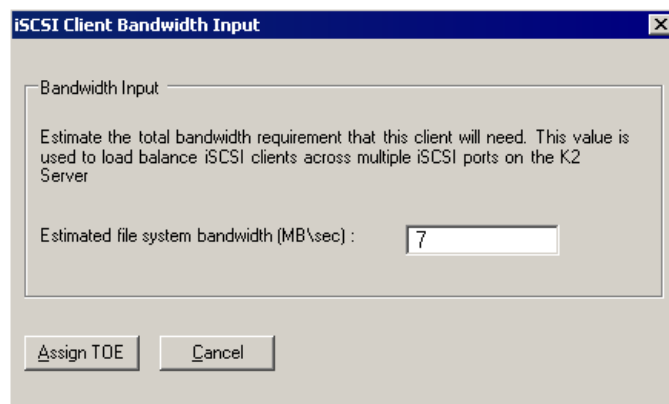 iSCSI Client Bandwidth Input
Bandwidth Input
Estimate the total bandwidth requirement that this client will need. This value is
used to load balance iSCSI clients across multiple iSCSI ports on the K2
Server
Estimated file system bandwidth (MB\sec) : 7
Assign TOE Cancel